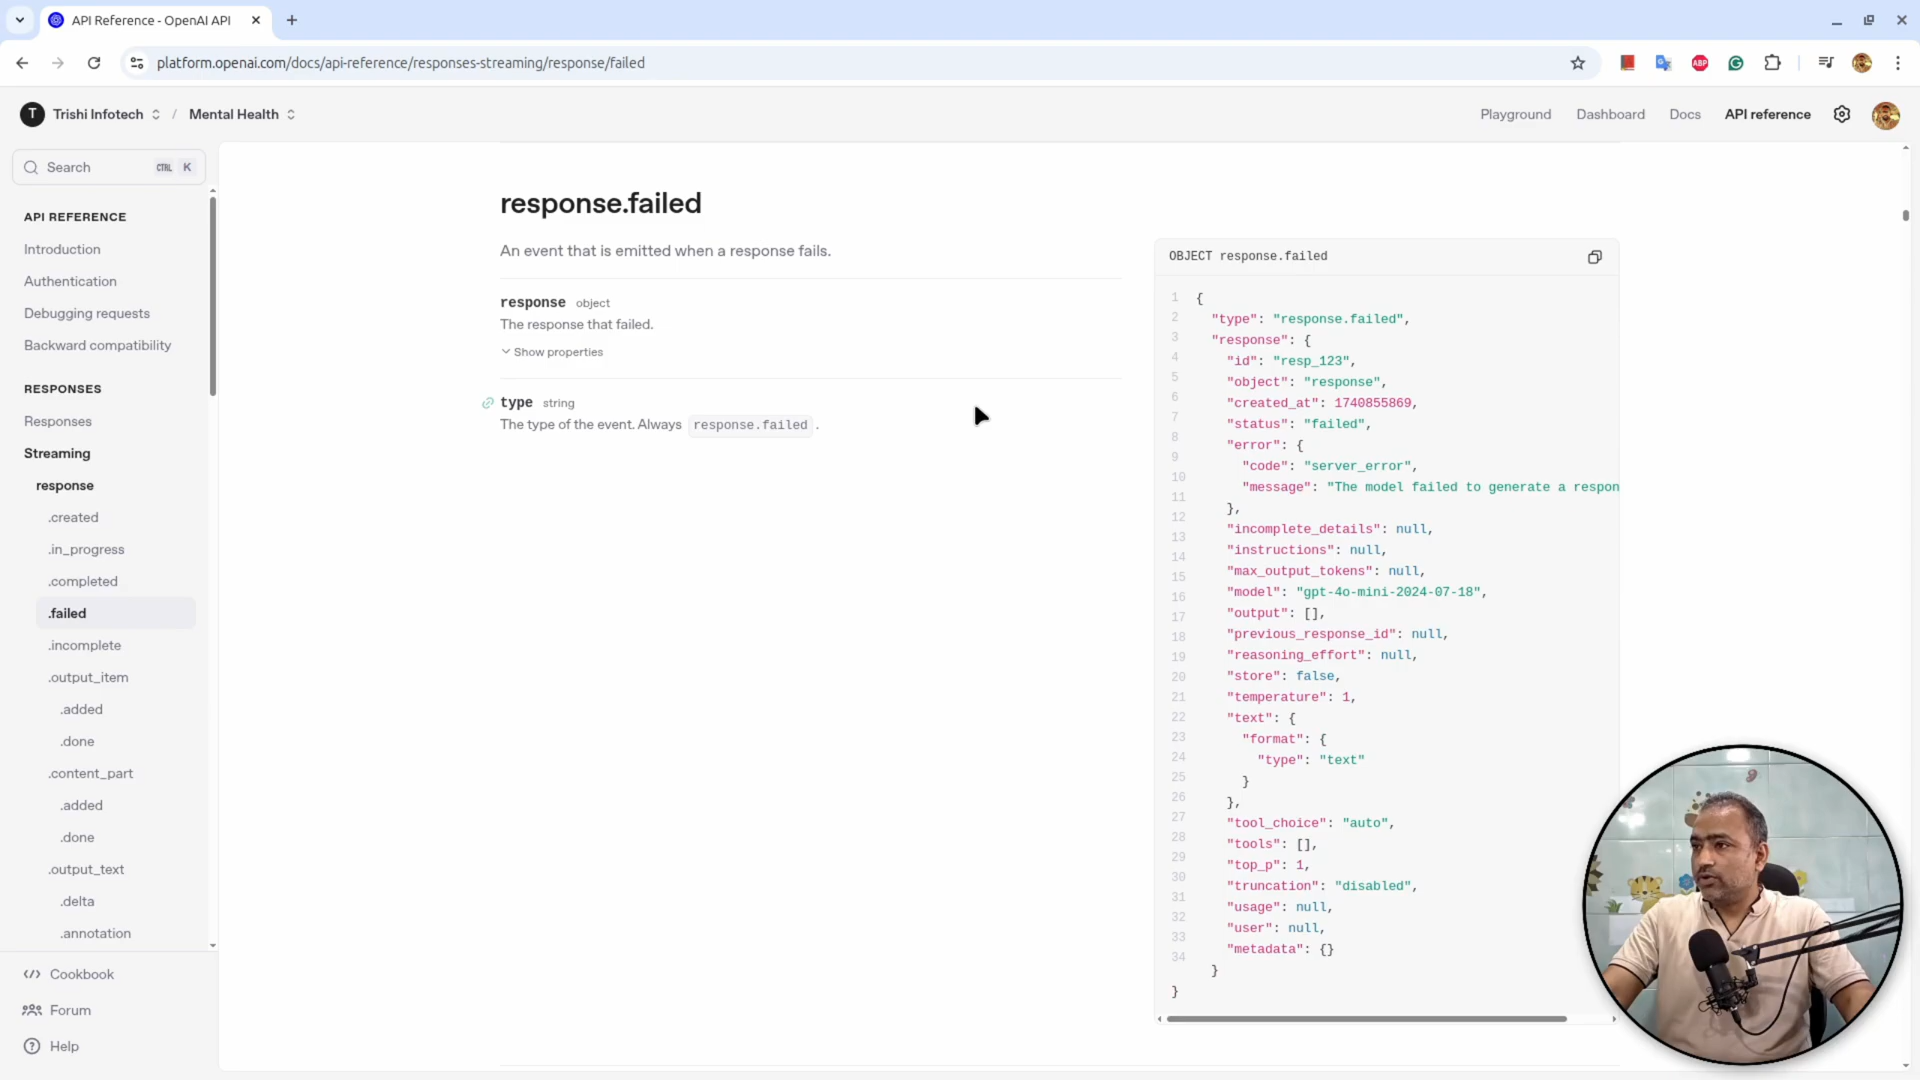 API Reference - OpenAI API
platform.openai.com/docs/api-reference/responses-streaming/response/failed
ABP
T Trishi Infotech / Mental Health
Playground
Dashboard
Docs
API reference
Search CTRL K
API REFERENCE
Introduction
Authentication
Debugging requests
Backward compatibility
RESPONSES
Responses
Streaming
response
.created
.in_progress
.completed
.failed
.incomplete
.output_item
.added
.done
.content_part
.added
.done
.output_text
.delta
.annotation
Cookbook
Forum
Help
response.failed
An event that is emitted when a response fails.
response object
The response that failed.
Show properties
type string
The type of the event. Always response.failed .
OBJECT response.failed
1 {
2 "type": "response.failed",
3 "response": {
4 "id": "resp_123",
5 "object": "response",
6 "created_at": 1740855869,
7 "status": "failed",
8 "error": {
9 "code": "server_error",
10 "message": "The model failed to generate a respon
11 },
12 "incomplete_details": null,
13 "instructions": null,
14 "max_output_tokens": null,
15 "model": "gpt-4o-mini-2024-07-18",
16 "output": [],
17 "previous_response_id": null,
18 "reasoning_effort": null,
19 "store": false,
20 "temperature": 1,
21 "text": {
22 "format": {
23 "type": "text"
24 }
25 },
26 "tool_choice": "auto",
27 "tools": [],
28 "top_p": 1,
29 "truncation": "disabled",
30 "usage": null,
31 "user": null,
32 "metadata": {}
33 }
34 }